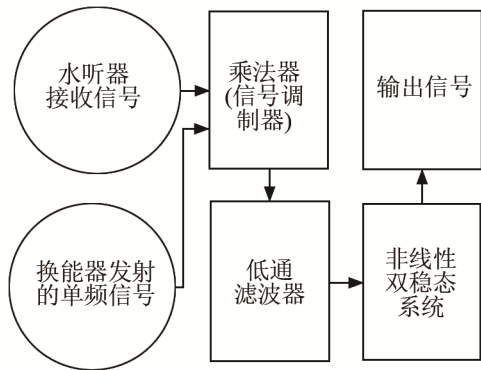 水听器
接收信号
乘法器
(信号调
制器)
输出信号
换能器发射
的单频信号
低通
滤波器
非线性
双稳态
系统